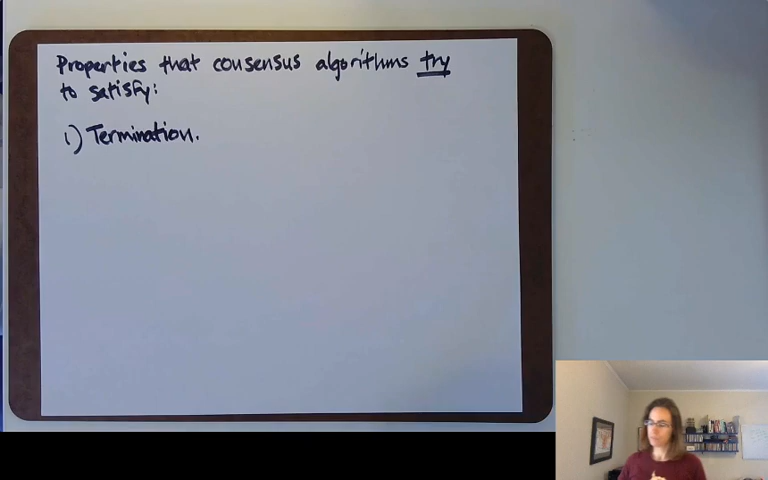 Properties that consensus algorithms try
to satisfy:
1) Termination.